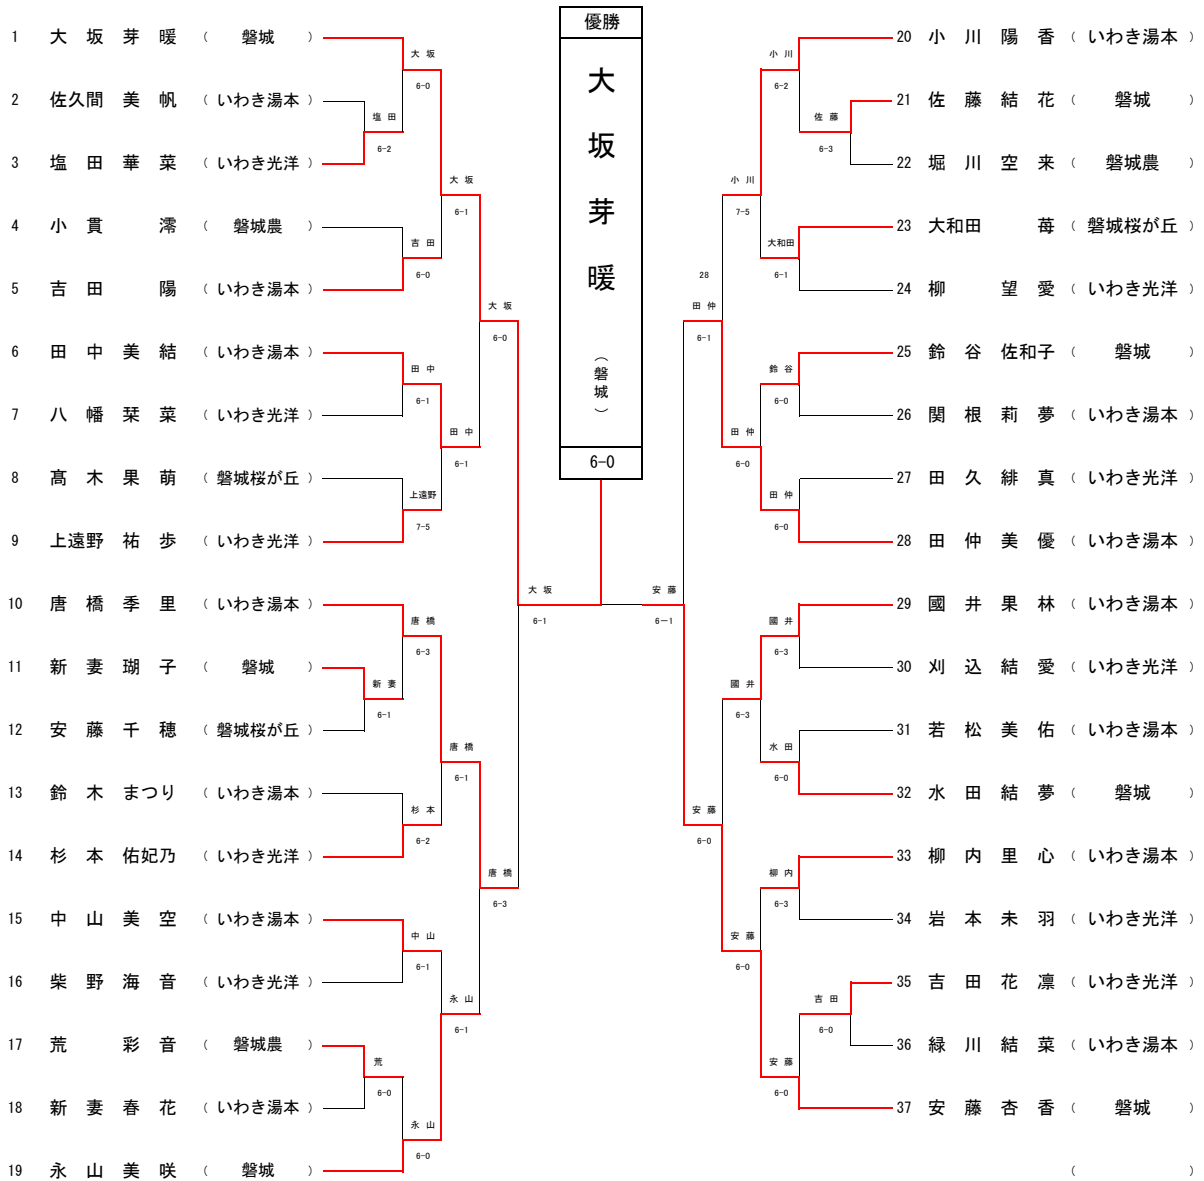 優勝
大坂芽暖
（磐城）
6-0
1 大坂芽暖 （ 磐城 ）
2 佐久間美帆 （ いわき湯本 ）
3 塩田華菜 （ いわき光洋 ）
4 小貫 澪 （ 磐城農 ）
5 吉田 陽 （ いわき湯本 ）
6 田中美結 （ いわき湯本 ）
7 八幡栞菜 （ いわき光洋 ）
8 髙木果萌 （ 磐城桜が丘 ）
9 上遠野祐歩 （ いわき光洋 ）
10 唐橋季里 （ いわき湯本 ）
11 新妻瑚子 （ 磐城 ）
12 安藤千穂 （ 磐城桜が丘 ）
13 鈴木まつり （ いわき湯本 ）
14 杉本佑妃乃 （ いわき光洋 ）
15 中山美空 （ いわき湯本 ）
16 柴野海音 （ いわき光洋 ）
17 荒 彩音 （ 磐城農 ）
18 新妻春花 （ いわき湯本 ）
19 永山美咲 （ 磐城 ）
塩田
6-2
新妻
6-1
荒
6-0
大坂
6-0
吉田
6-0
田中
6-1
上遠野
7-5
唐橋
6-3
杉本
6-2
中山
6-1
永山
6-0
大坂
6-1
田中
6-1
唐橋
6-1
永山
6-1
大坂
6-0
唐橋
6-3
大坂
6-1
安藤
6－1
28
田仲
6-1
安藤
6-0
小川
7-5
田仲
6-0
國井
6-3
安藤
6-0
小川
6-2
大和田
6-1
鈴谷
6-0
田仲
6-0
國井
6-3
水田
6-0
柳内
6-3
安藤
6-0
佐藤
6-3
吉田
6-0
20 小川陽香 （ いわき湯本 ）
21 佐藤結花 （ 磐城 ）
22 堀川空来 （ 磐城農 ）
23 大和田 苺 （ 磐城桜が丘 ）
24 柳 望愛 （ いわき光洋 ）
25 鈴谷佐和子 （ 磐城 ）
26 関根莉夢 （ いわき湯本 ）
27 田久緋真 （ いわき光洋 ）
28 田仲美優 （ いわき湯本 ）
29 國井果林 （ いわき湯本 ）
30 刈込結愛 （ いわき光洋 ）
31 若松美佑 （ いわき湯本 ）
32 水田結夢 （ 磐城 ）
33 柳内里心 （ いわき湯本 ）
34 岩本未羽 （ いわき光洋 ）
35 吉田花凛 （ いわき光洋 ）
36 緑川結菜 （ いわき湯本 ）
37 安藤杏香 （ 磐城 ）
（ ）